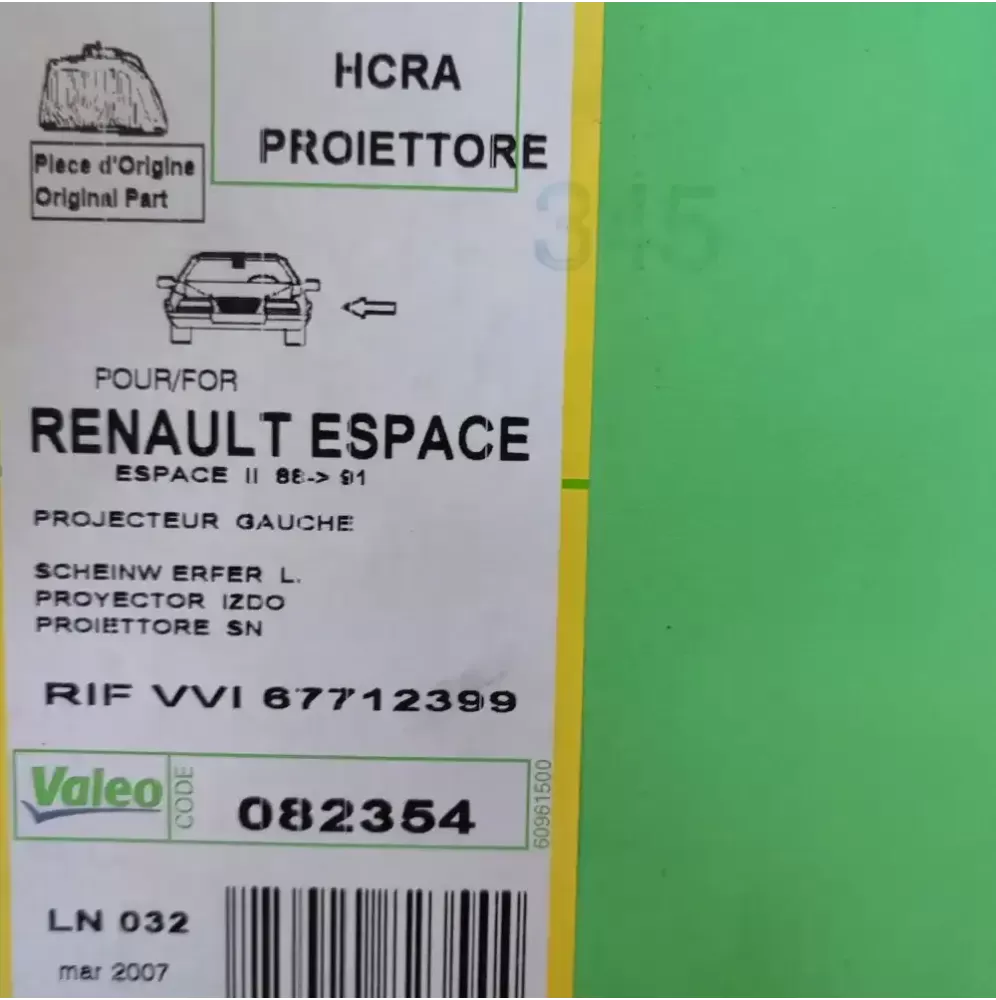 HCRA
PROIETTORE
Piece d'Origine
Original Part
345
POUR/FOR
RENAULT ESPACE
ESPACE II 88-> 91
PROJECTEUR GAUCHE
SCHEINW ERFER L.
PROYECTOR IZDO
PROIETTORE SN
RIF VVI 67712399
Valeo
CODE
082354
60961500
LN 032
mar 2007